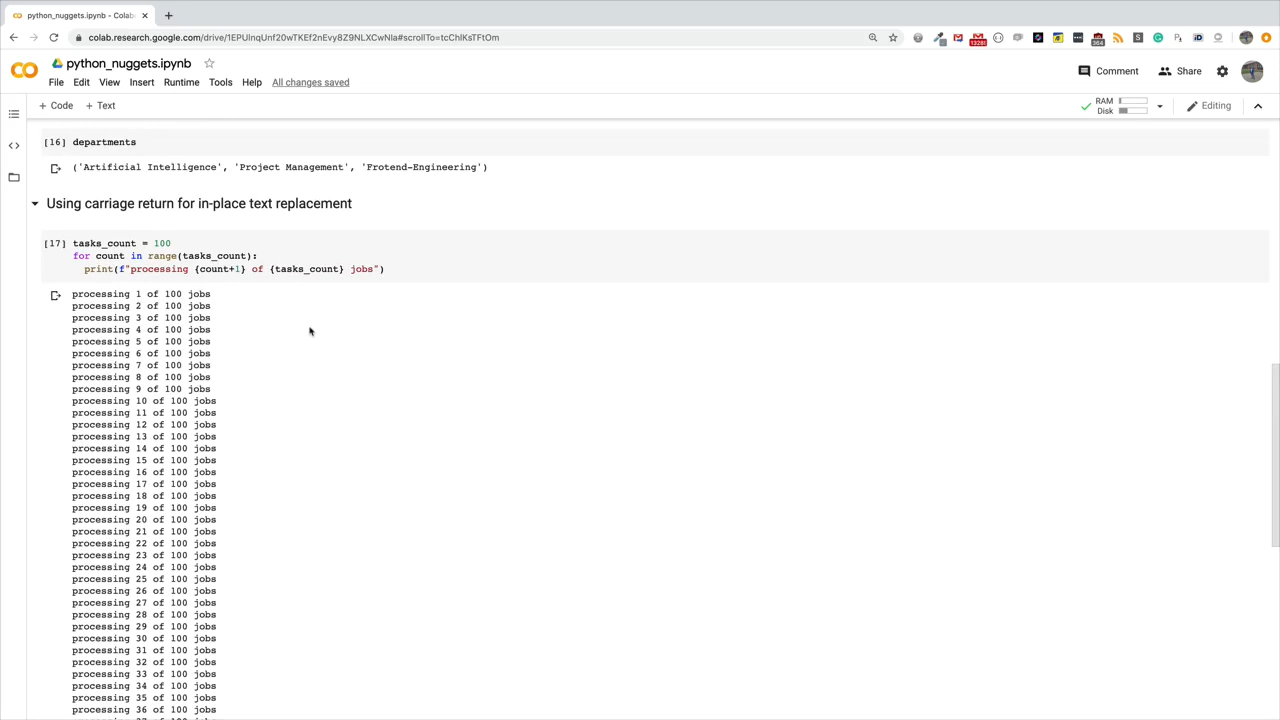 python_nuggets.ipynb - Colab
colab.research.google.com/drive/1EPUlnqUnf20wTKEf2nEvy8Z9NLXCwNla#scrollTo=tcChlKsTFtOm
python_nuggets.ipynb
File Edit View Insert Runtime Tools Help All changes saved
Comment Share
+ Code + Text
RAM
Disk
Editing
[16] departments
('Artificial Intelligence', 'Project Management', 'Frotend-Engineering')
Using carriage return for in-place text replacement
[17] tasks_count = 100
for count in range(tasks_count):
print(f"processing {count+1} of {tasks_count} jobs")
processing 1 of 100 jobs
processing 2 of 100 jobs
processing 3 of 100 jobs
processing 4 of 100 jobs
processing 5 of 100 jobs
processing 6 of 100 jobs
processing 7 of 100 jobs
processing 8 of 100 jobs
processing 9 of 100 jobs
processing 10 of 100 jobs
processing 11 of 100 jobs
processing 12 of 100 jobs
processing 13 of 100 jobs
processing 14 of 100 jobs
processing 15 of 100 jobs
processing 16 of 100 jobs
processing 17 of 100 jobs
processing 18 of 100 jobs
processing 19 of 100 jobs
processing 20 of 100 jobs
processing 21 of 100 jobs
processing 22 of 100 jobs
processing 23 of 100 jobs
processing 24 of 100 jobs
processing 25 of 100 jobs
processing 26 of 100 jobs
processing 27 of 100 jobs
processing 28 of 100 jobs
processing 29 of 100 jobs
processing 30 of 100 jobs
processing 31 of 100 jobs
processing 32 of 100 jobs
processing 33 of 100 jobs
processing 34 of 100 jobs
processing 35 of 100 jobs
processing 36 of 100 jobs